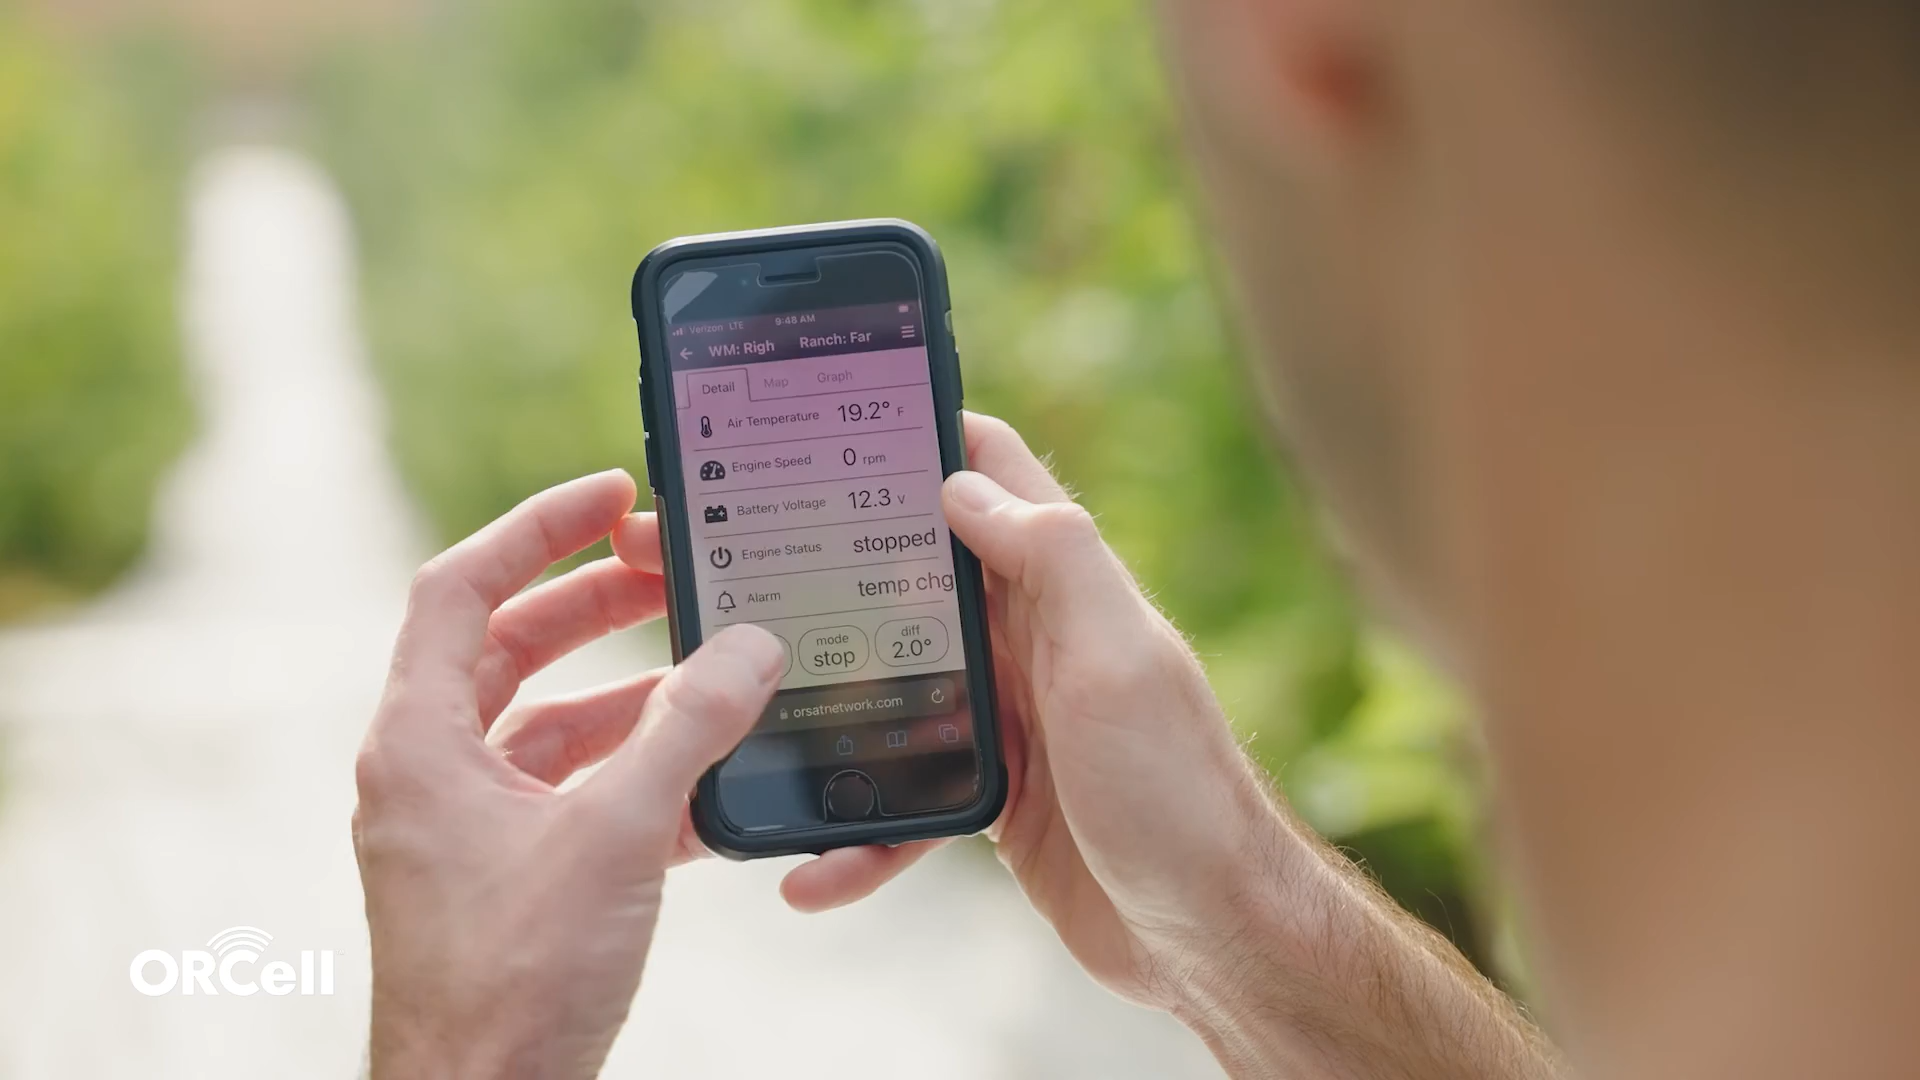 Verizon LTE 9:48 AM
WM: Righ Ranch: Far
Detail Map Graph
Air Temperature 19.2° F
Engine Speed 0 rpm
Battery Voltage 12.3 V
Engine Status stopped
Alarm temp chg
mode diff
stop 2.0°
orsatnetwork.com
ORCell